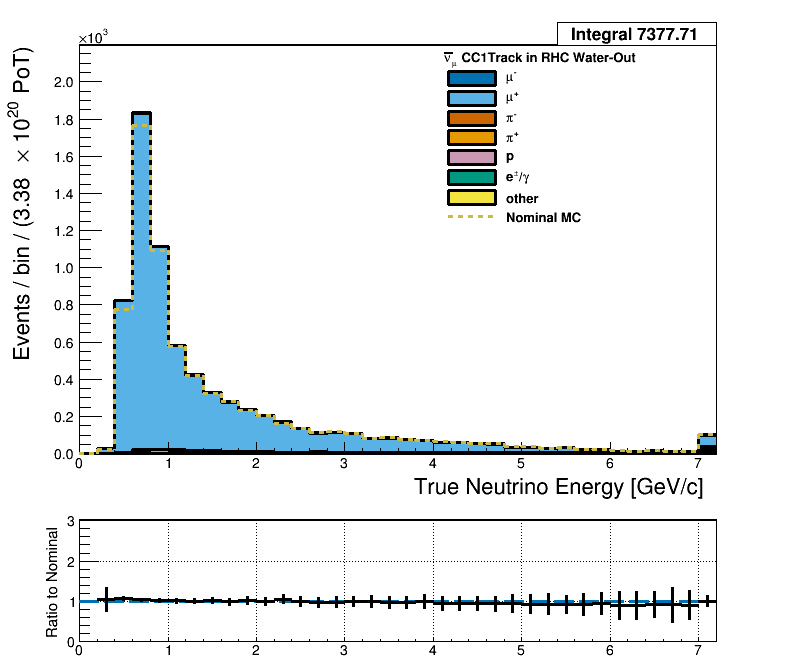 Integral 7377.71
×10³
ν̅μ CC1Track in RHC Water-Out
μ⁻
μ⁺
π⁻
π⁺
p
e±/γ
other
Nominal MC
Events / bin / (3.38 × 10²⁰ PoT)
2.0
1.8
1.6
1.4
1.2
1.0
0.8
0.6
0.4
0.2
0.0
0 1 2 3 4 5 6 7
True Neutrino Energy [GeV/c]
Ratio to Nominal
3
2
1
0
0 1 2 3 4 5 6 7